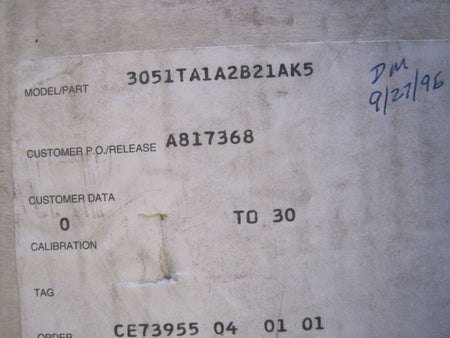 MODEL/PART 3051TA1A2B21AK5
DM
9/27/96
CUSTOMER P.O./RELEASE A817368
CUSTOMER DATA
0 TO 30
CALIBRATION
TAG
ORDER CE73955 04 01 01